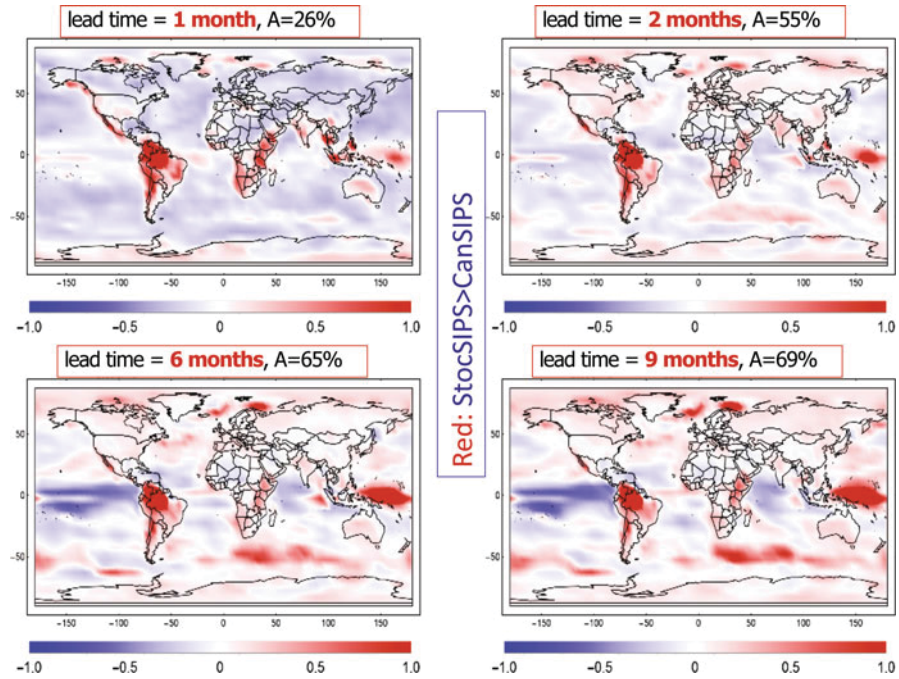 lead time = 1 month, A=26%
lead time = 2 months, A=55%
50
0
-50
-150 -100 -50 0 50 100 150
-1.0 -0.5 0 0.5 1.0
50
0
-50
-150 -100 -50 0 50 100 150
-1.0 -0.5 0 0.5 1.0
Red: StocSIPS>CanSIPS
lead time = 6 months, A=65%
lead time = 9 months, A=69%
50
0
-50
-150 -100 -50 0 50 100 150
-1.0 -0.5 0 0.5 1.0
50
0
-50
-150 -100 -50 0 50 100 150
-1.0 -0.5 0 0.5 1.0